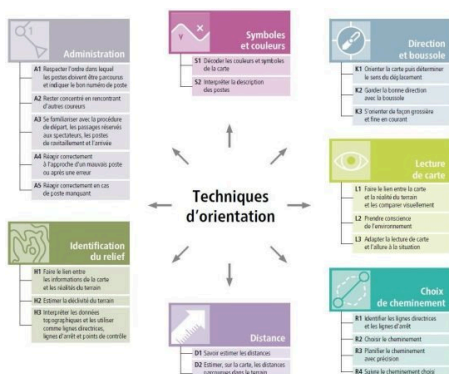 Administration
A1 Respecter l'ordre dans lequel
les postes doivent être parcourus
et indiquer le bon numéro de poste
A2 Rester concentré en rencontrant
d'autres coureurs
A3 Se familiariser avec la procédure
de départ, les passages réservés
aux spectateurs, les postes
de ravitaillement et l'arrivée
A4 Réagir correctement
à l'approche d'un mauvais poste
ou après une erreur
A5 Réagir correctement en cas
de poste manquant
Symboles
et couleurs
S1 Décoder les couleurs et symboles
de la carte
S2 Interpréter la description
des postes
Direction
et boussole
K1 Orienter la carte puis déterminer
le sens du déplacement
K2 Garder la bonne direction
avec la boussole
K3 S'orienter de façon grossière
et fine en courant
Techniques
d'orientation
Lecture
de carte
L1 Faire le lien entre la carte
et la réalité du terrain
et les comparer visuellement
L2 Prendre conscience
de l'environnement
L3 Adapter la lecture de carte
et l'allure à la situation
Identification
du relief
H1 Faire le lien entre
les informations de la carte
et les réalités du terrain
H2 Estimer la déclivité du terrain
H3 Interpréter les données
topographiques et les utiliser
comme lignes directrices,
lignes d'arrêt et points de contrôle
Distance
D1 Savoir estimer les distances
D2 Estimer, sur la carte, les distances
parcourues dans le terrain
Choix
de cheminement
R1 Identifier les lignes directrices
et les lignes d'arrêt
R2 Choisir le cheminement
R3 Planifier le cheminement
avec précision
R4 Suivre le cheminement choisi